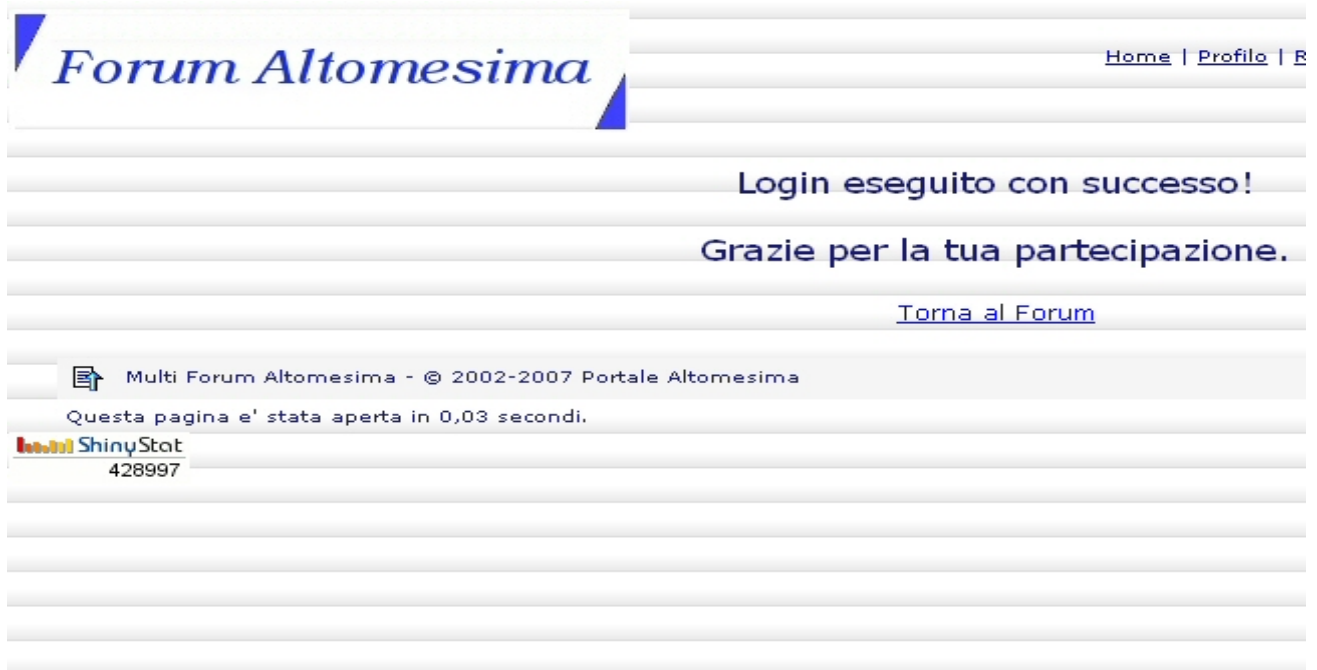 Forum Altomesima
Home | Profilo |
Login eseguito con successo!
Grazie per la tua partecipazione.
Torna al Forum
Multi Forum Altomesima - © 2002-2007 Portale Altomesima
Questa pagina e' stata aperta in 0,03 secondi.
ShinyStat
428997